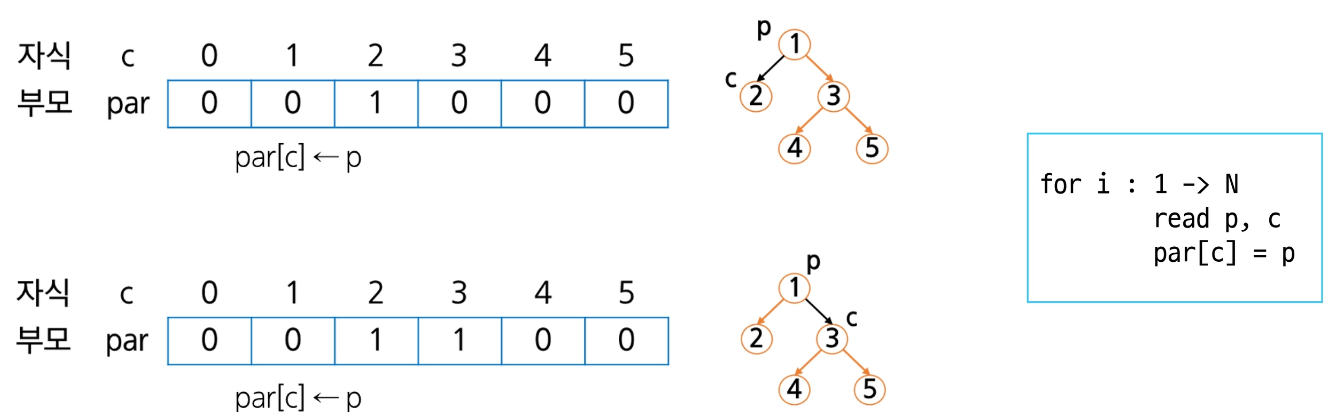 자식 c 0 1 2 3 4 5
부모 par 0 0 1 0 0 0
par[c] ← p
p
1
c
2 3
4 5
자식 c 0 1 2 3 4 5
부모 par 0 0 1 1 0 0
par[c] ← p
p
1
c
2 3
4 5
for i : 1 -> N
read p, c
par[c] = p